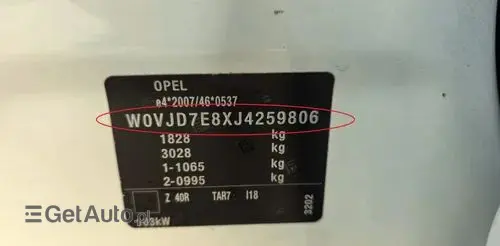 OPEL
e4*2007/46*0537
W0VJD7E8XJ4259806
1828 kg
3028 kg
1-1065 kg
2-0995 kg
Z 40R TAR7 I18
3202
GetAuto.pl